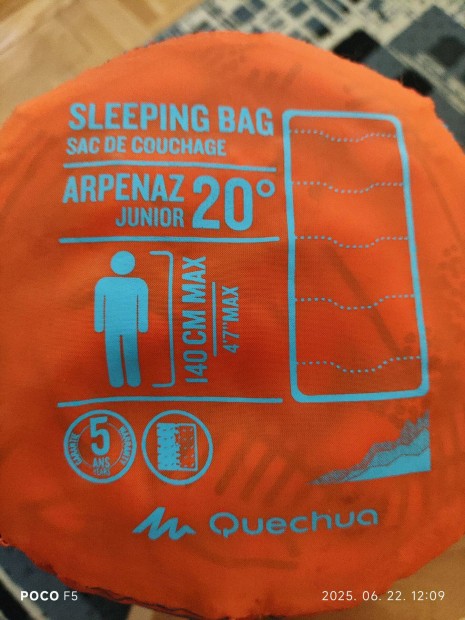 SLEEPING BAG
SAC DE COUCHAGE
ARPENAZ
JUNIOR
20°
140 CM MAX
4'7"MAX
5
ANS
YEARS
Quechua
POCO F5
2025. 06. 22. 12:09